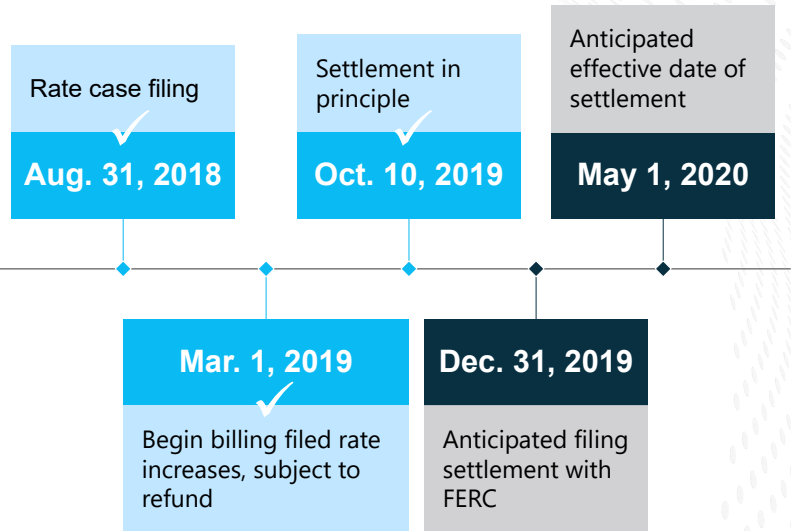 Rate case filing
Aug. 31, 2018
Mar. 1, 2019
Begin billing filed rate
increases, subject to
refund
Settlement in
principle
Oct. 10, 2019
Dec. 31, 2019
Anticipated filing
settlement with
FERC
Anticipated
effective date of
settlement
May 1, 2020